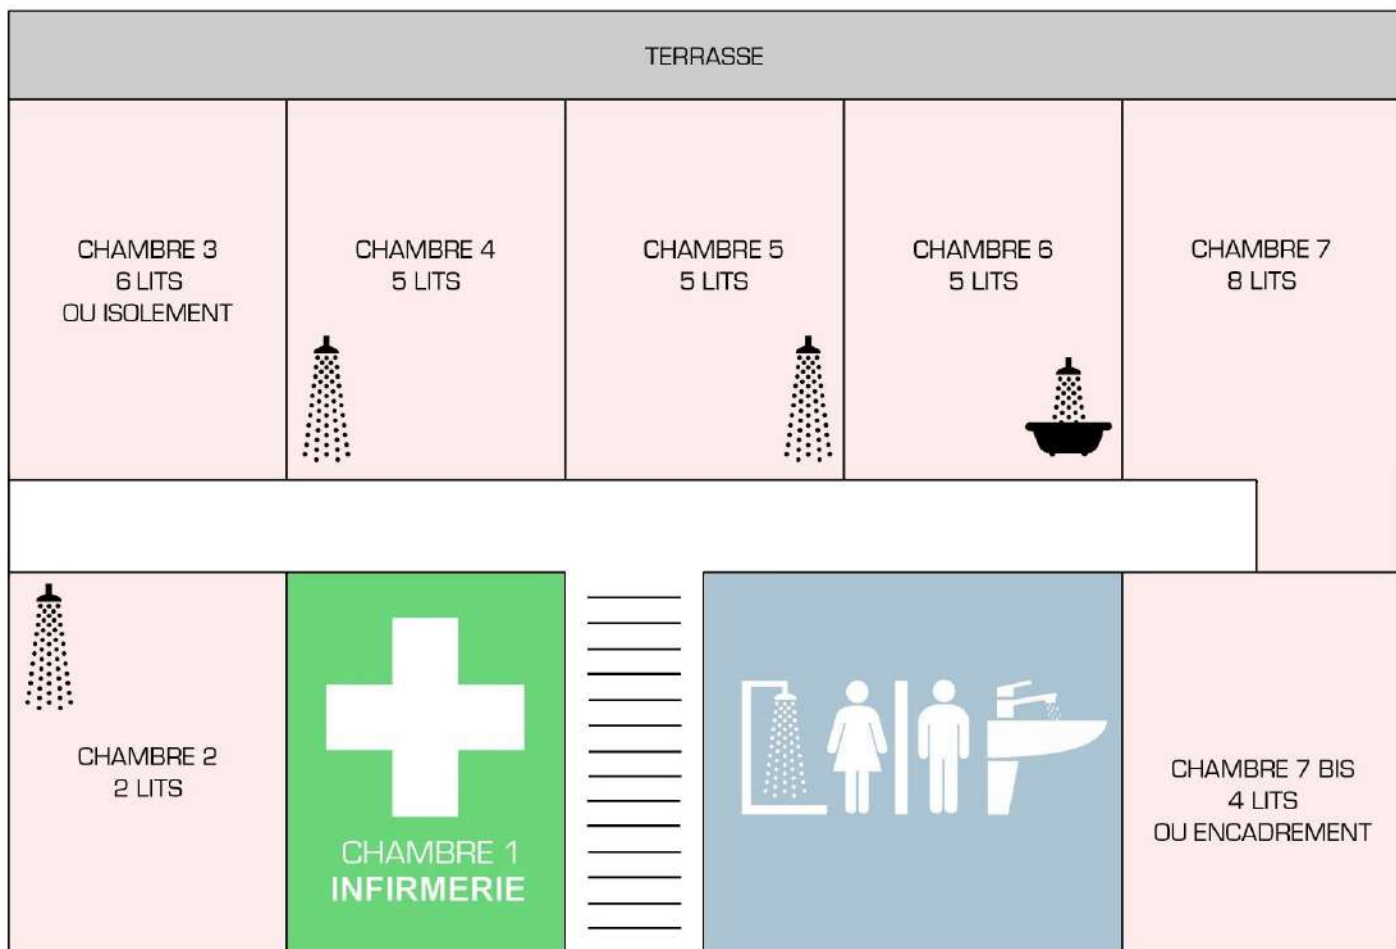 TERRASSE
CHAMBRE 3
6 LITS
OU ISOLEMENT
CHAMBRE 4
5 LITS
CHAMBRE 5
5 LITS
CHAMBRE 6
5 LITS
CHAMBRE 7
8 LITS
CHAMBRE 2
2 LITS
CHAMBRE 1
INFIRMERIE
CHAMBRE 7 BIS
4 LITS
OU ENCADREMENT